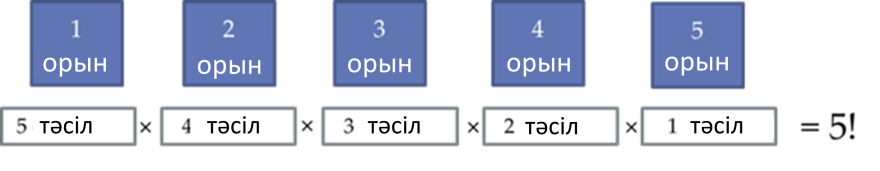 1 2 3 4 5
орын орын орын орын орын
5 тәсіл × 4 тәсіл × 3 тәсіл × 2 тәсіл × 1 тәсіл = 5!